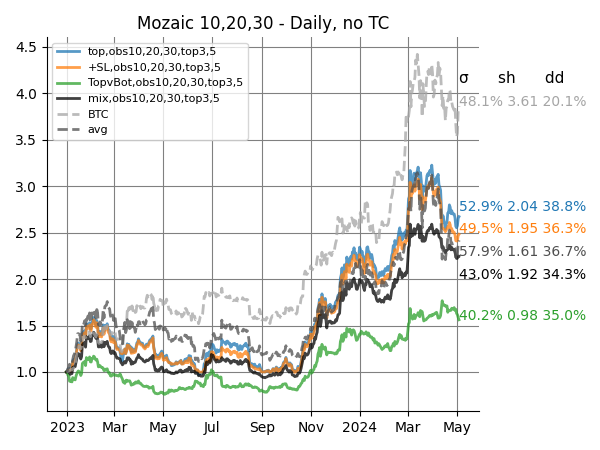 Mozaic 10,20,30 - Daily, no TC
top,obs10,20,30,top3,5
+SL,obs10,20,30,top3,5
TopvBot,obs10,20,30,top3,5
mix,obs10,20,30,top3,5
BTC
avg
σ sh dd
48.1% 3.61 20.1%
52.9% 2.04 38.8%
49.5% 1.95 36.3%
57.9% 1.61 36.7%
43.0% 1.92 34.3%
40.2% 0.98 35.0%
4.5
4.0
3.5
3.0
2.5
2.0
1.5
1.0
2023 Mar May Jul Sep Nov 2024 Mar May